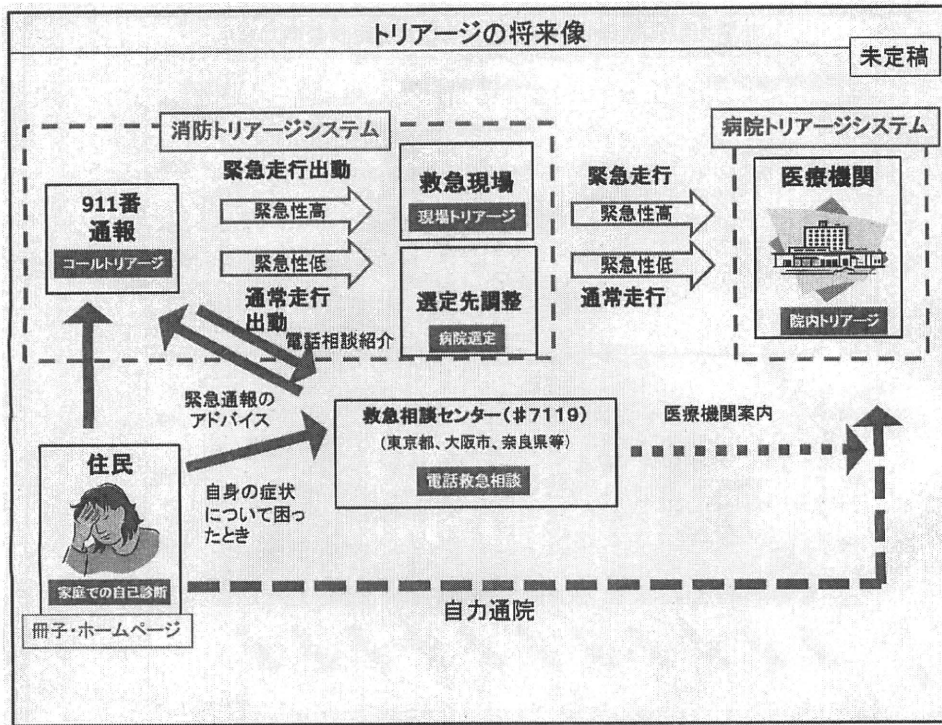 トリアージの将来像
未定稿
消防トリアージシステム
病院トリアージシステム
911番
通報
コールトリアージ
緊急走行出動
緊急性高
緊急性低
通常走行
出動
救急現場
現場トリアージ
選定先調整
病院選定
緊急走行
緊急性高
緊急性低
通常走行
医療機関
院内トリアージ
電話相談紹介
緊急通報の
アドバイス
救急相談センター(♯7119)
(東京都、大阪市、奈良県等)
電話救急相談
医療機関案内
住民
家庭での自己診断
冊子・ホームページ
自身の症状
について困っ
たとき
自力通院